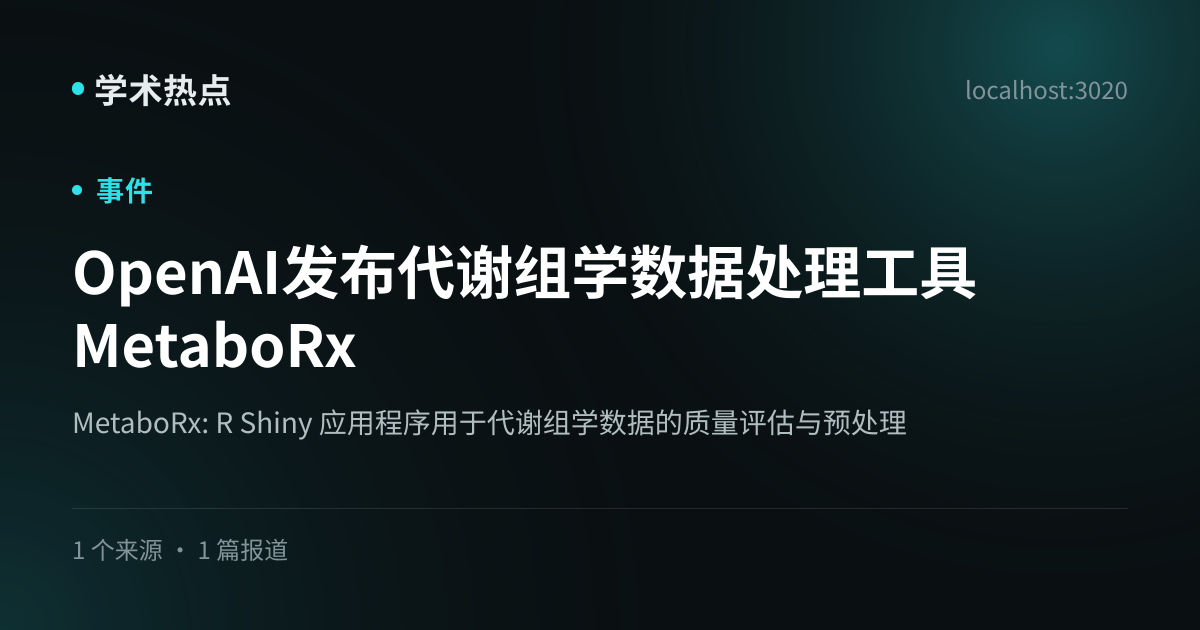 学术热点
localhost:3020
事件
OpenAI发布代谢组学数据处理工具
MetaboRx
MetaboRx: R Shiny 应用程序用于代谢组学数据的质量评估与预处理
1 个来源 · 1 篇报道